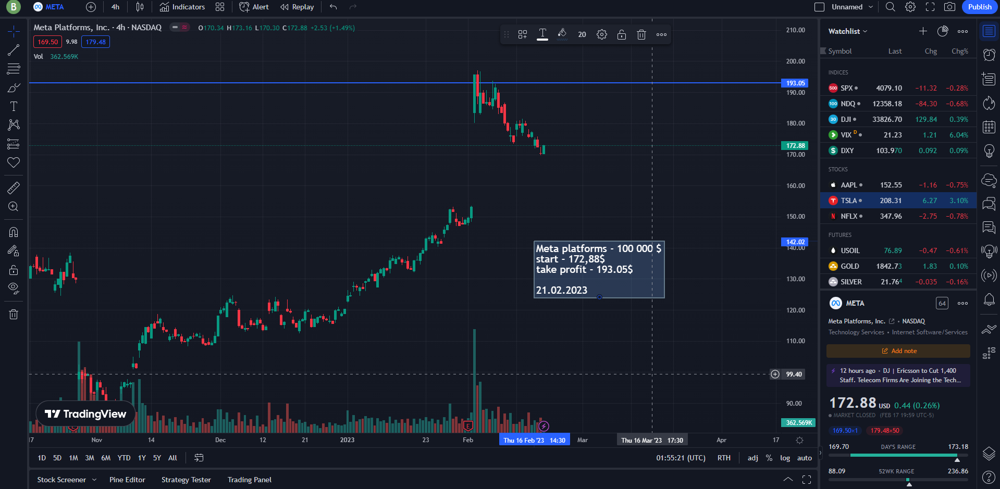 B
META
4h
Indicators
Alert
Replay
Unnamed
Publish
Meta Platforms, Inc. · 4h · NASDAQ
O170.34 H173.16 L170.30 C172.88 +2.53 (+1.49%)
169.50 9.98 179.48
Vol 362.569K
20
210.00
200.00
193.05
190.00
180.00
172.88
170.00
160.00
150.00
142.02
140.00
130.00
120.00
110.00
99.40
90.00
362.569K
Meta platforms - 100 000 $
start - 172,88$
take profit - 193.05$
21.02.2023
TradingView
E
E
17 Nov 14 Dec 12 21 2023 23 Feb Thu 16 Feb '23 14:30 Mar Thu 16 Mar '23 17:30 Apr 17
1D 5D 1M 3M 6M YTD 1Y 5Y All
01:55:21 (UTC) RTH adj % log auto
Stock Screener Pine Editor Strategy Tester Trading Panel
Watchlist
Symbol Last Chg Chg%
INDICES
500 SPX 4079.10 −11.32 −0.28%
100 NDQ 12358.18 −84.30 −0.68%
30 DJI 33826.70 129.84 0.39%
VIX D 21.23 1.21 6.04%
$ DXY 103.970 0.092 0.09%
STOCKS
AAPL 152.55 −1.16 −0.75%
TSLA 208.31 6.27 3.10%
N NFLX 347.96 −2.75 −0.78%
FUTURES
USOIL 76.89 −0.47 −0.61%
GOLD 1842.73 1.83 0.10%
SILVER 21.764 −0.035 −0.16%
META 64
Meta Platforms, Inc. • NASDAQ
Technology Services • Internet Software/Services
Add note
12 hours ago • DJ | Ericsson to Cut 1,400
Staff. Telecom Firms Are Joining the Tech...
172.88 USD 0.44 (0.26%)
MARKET CLOSED (FEB 17 19:59 UTC-5)
169.50×1 179.48×50
169.70 DAY'S RANGE 173.18
88.09 52WK RANGE 236.86